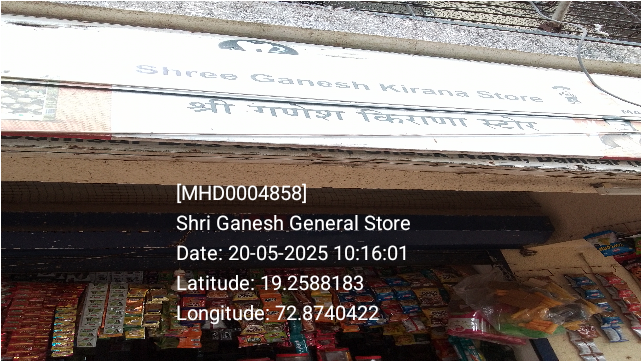 Shree Ganesh Kirana Store
श्री गणेश किराणा स्टोर
[MHD0004858]
Shri Ganesh General Store
Date: 20-05-2025 10:16:01
Latitude: 19.2588183
Longitude: 72.8740422